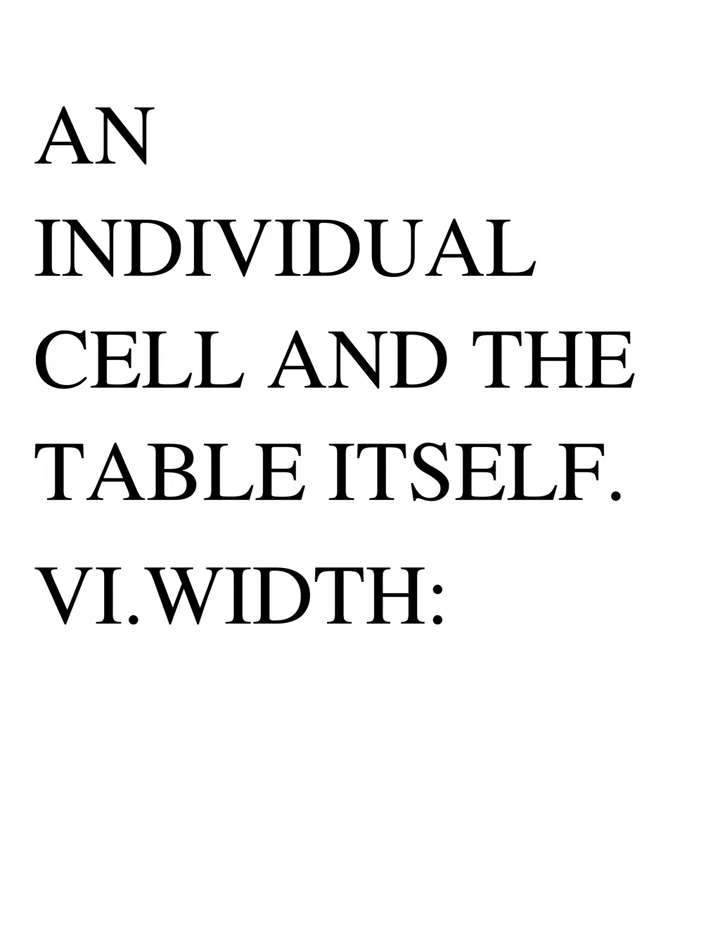 AN
INDIVIDUAL
CELL AND THE
TABLE ITSELF.
VI.WIDTH: